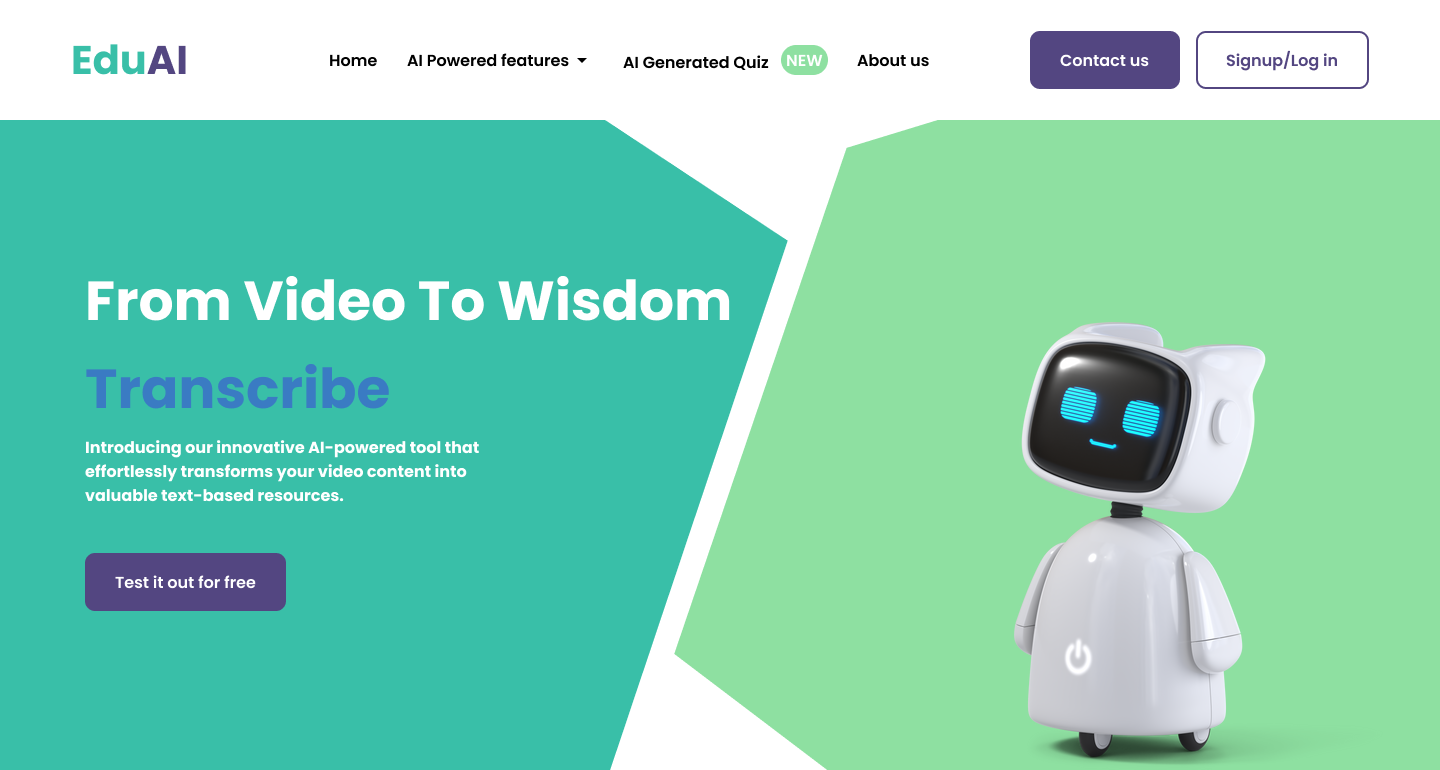 EduAI
Home
AI Powered features
AI Generated Quiz NEW
About us
Contact us
Signup/Log in
From Video To Wisdom
Transcribe
Introducing our innovative AI-powered tool that
effortlessly transforms your video content into
valuable text-based resources.
Test it out for free